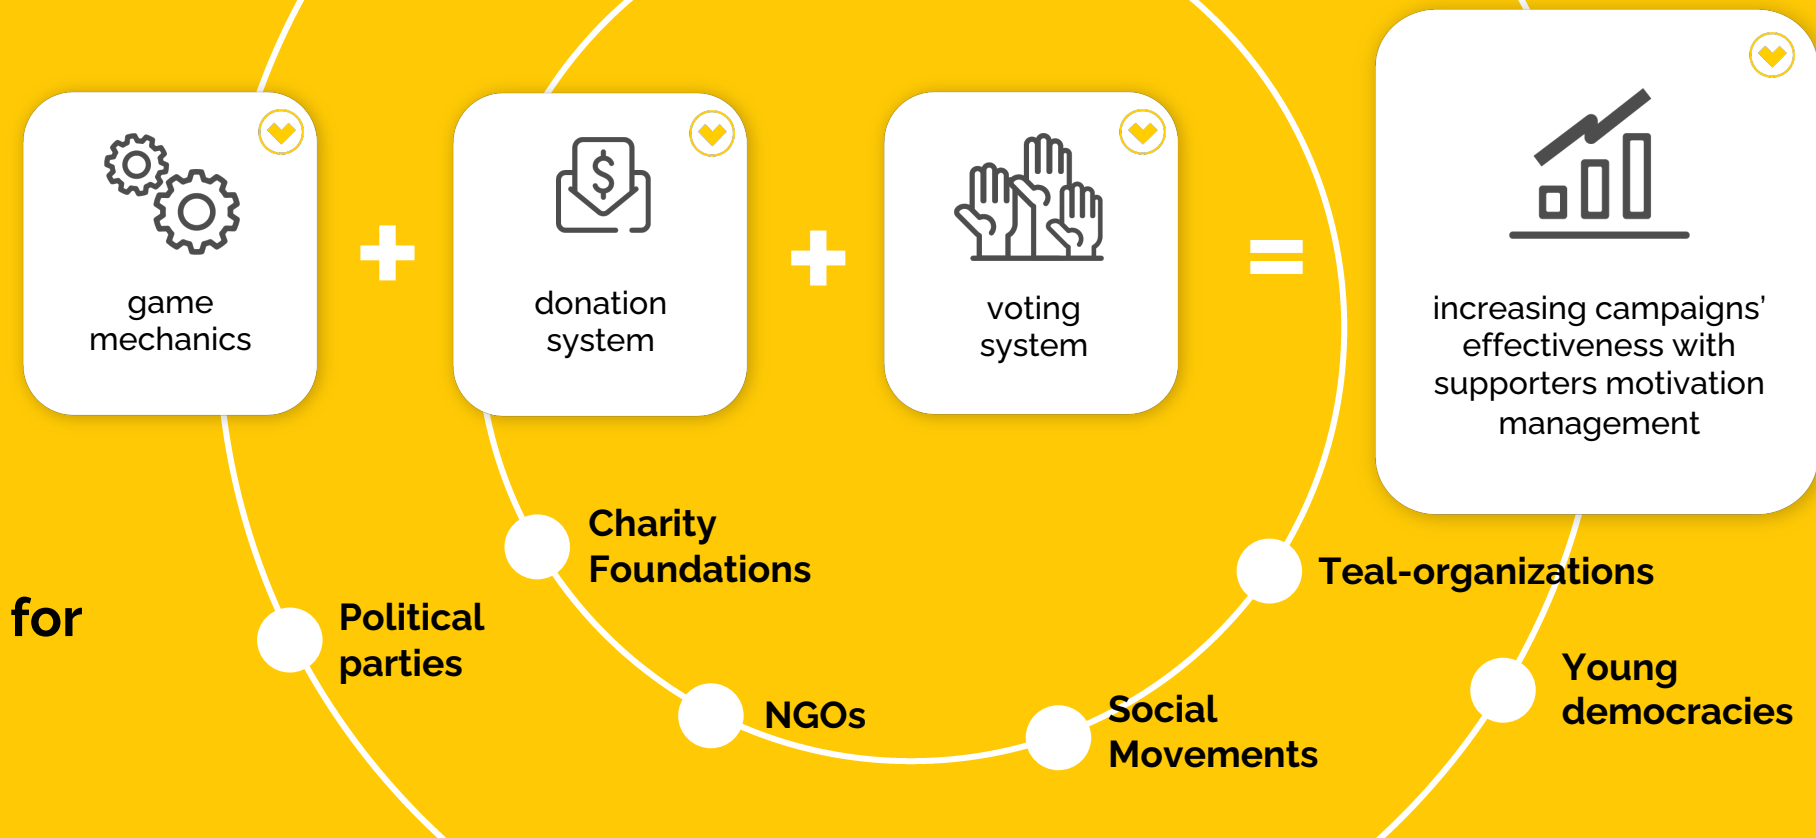 game
mechanics
+
donation
system
+
voting
system
=
increasing campaigns’
effectiveness with
supporters motivation
management
for
Political
parties
Charity
Foundations
NGOs
Social
Movements
Teal-organizations
Young
democracies